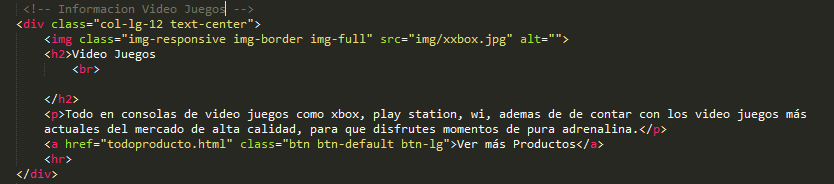 <!-- Informacion Video Juegos -->
<div class="col-lg-12 text-center">
<img class="img-responsive img-border img-full" src="img/xxbox.jpg" alt="">
<h2>Video Juegos
<br>
</h2>
<p>Todo en consolas de video juegos como xbox, play station, wi, ademas de de contar con los video juegos más
actuales del mercado de alta calidad, para que disfrutes momentos de pura adrenalina.</p>
<a href="todoproducto.html" class="btn btn-default btn-lg">Ver más Productos</a>
<hr>
</div>